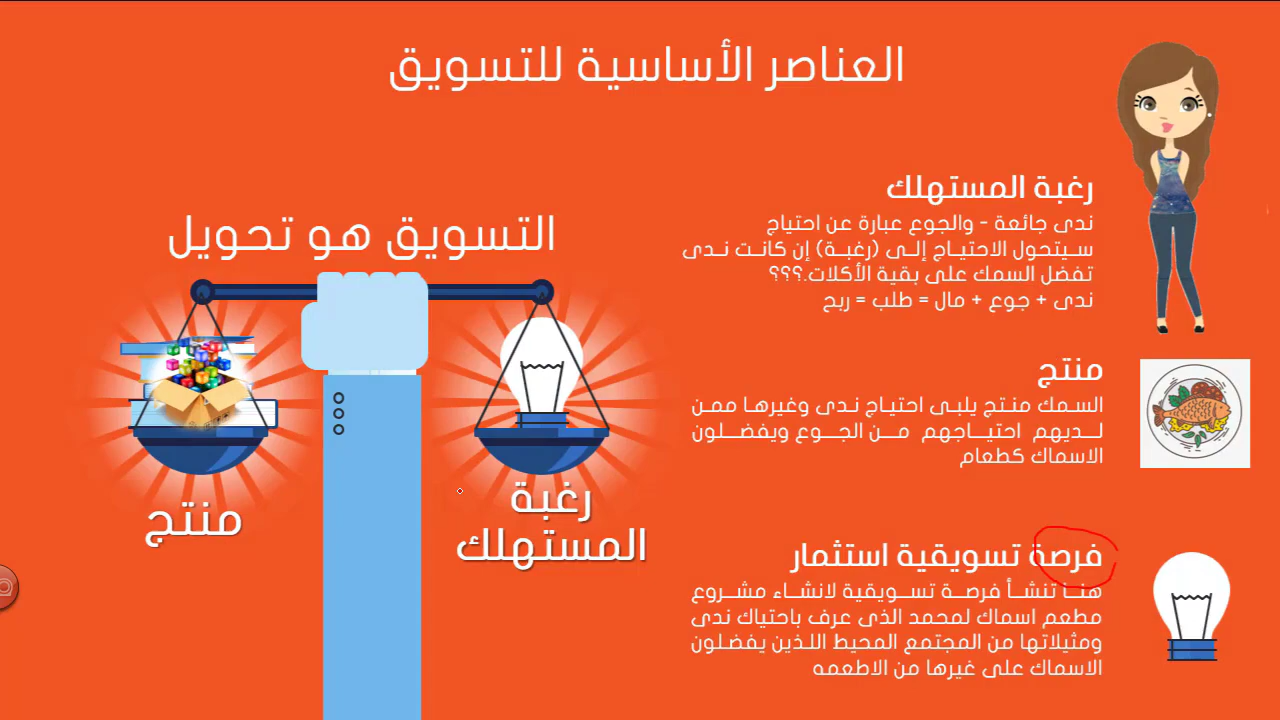 العناصر الأساسية للتسويق
رغبة المستهلك
ندى جائعة - والجوع عبارة عن احتياج
سيتحول الاحتياج إلى (رغبة) إن كانت ندى
تفضل السمك على بقية الأكلات.؟؟؟
ندى + جوع + مال = طلب = ربح
منتج
السمك منتج يلبى احتياج ندى وغيرها ممن
لديهم احتياجهم من الجوع ويفضلون
الاسماك كطعام
فرصة تسويقية استثمار
هنا تنشأ فرصة تسويقية لانشاء مشروع
مطعم اسماك لمحمد الذى عرف باحتياك ندى
ومثيلاتها من المجتمع المحيط اللذين يفضلون
الاسماك على غيرها من الاطعمه
التسويق هو تحويل
رغبة
المستهلك
منتج